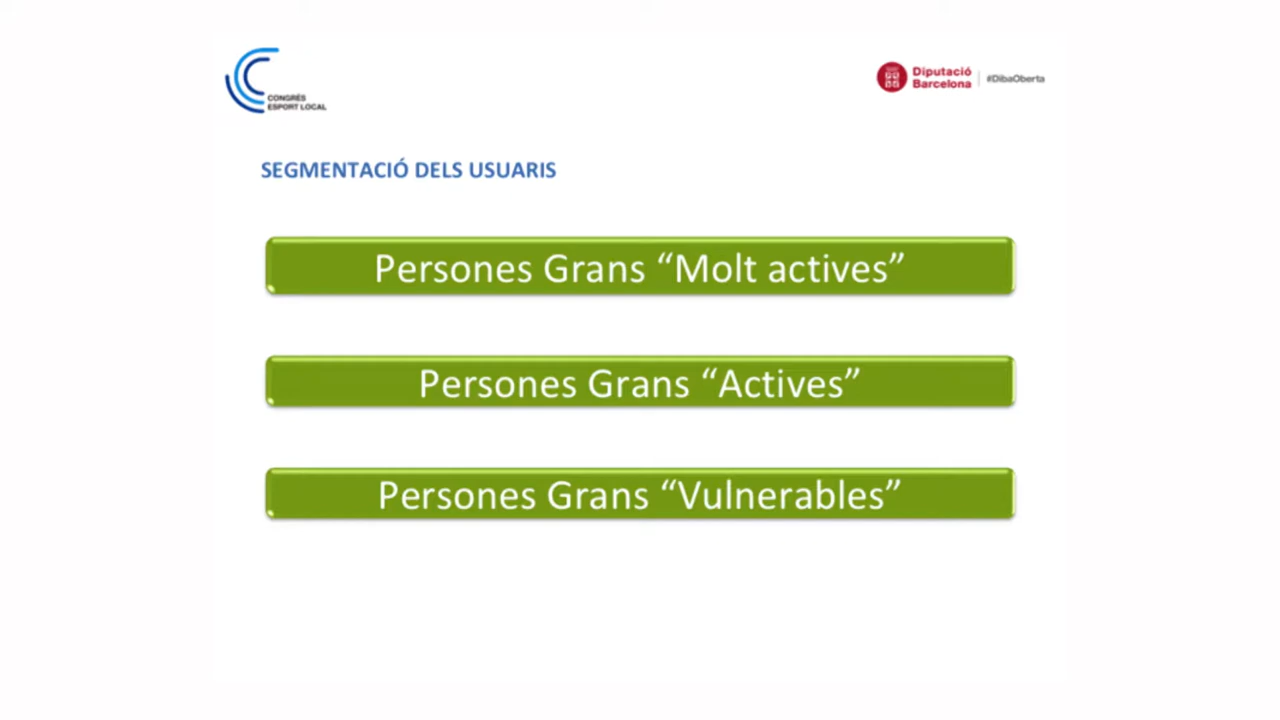 CONGRÉS
ESPORT LOCAL
Diputació
Barcelona
#DibaOberta
SEGMENTACIÓ DELS USUARIS
Persones Grans “Molt actives”
Persones Grans “Actives”
Persones Grans “Vulnerables”